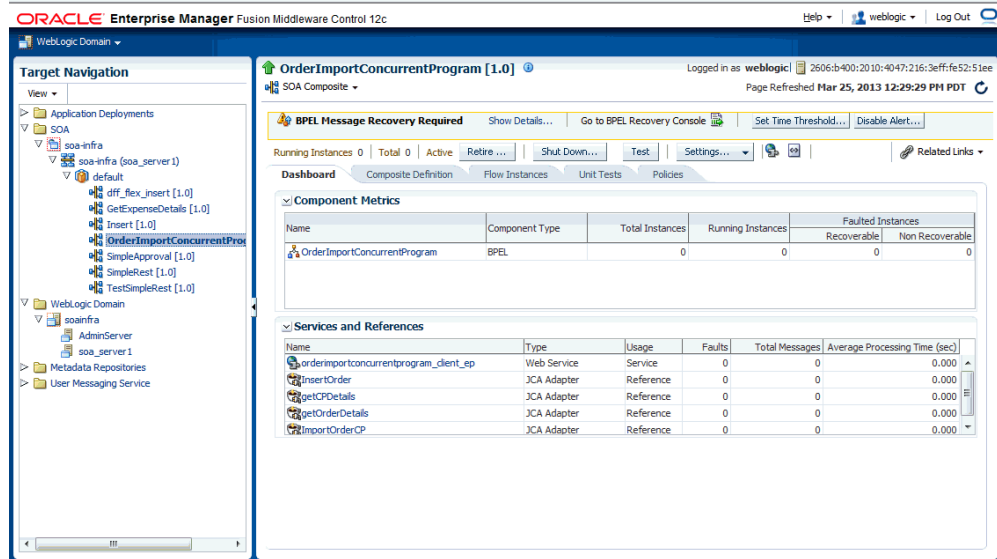 ORACLE Enterprise Manager Fusion Middleware Control 12c
Help weblogic Log Out
WebLogic Domain
Target Navigation
View
Application Deployments
SOA
soa-infra
soa-infra (soa_server1)
default
dff_flex_insert [1.0]
GetExpenseDetails [1.0]
Insert [1.0]
OrderImportConcurrentProg
SimpleApproval [1.0]
SimpleRest [1.0]
TestSimpleRest [1.0]
WebLogic Domain
soainfra
AdminServer
soa_server1
Metadata Repositories
User Messaging Service
OrderImportConcurrentProgram [1.0]
Logged in as weblogic 2606:b400:2010:4047:216:3eff:fe52:51ee
SOA Composite
Page Refreshed Mar 25, 2013 12:29:29 PM PDT
BPEL Message Recovery Required Show Details... Go to BPEL Recovery Console Set Time Threshold... Disable Alert...
Running Instances 0 Total 0 Active Retire ... Shut Down... Test Settings... Related Links
Dashboard Composite Definition Flow Instances Unit Tests Policies
Component Metrics
Name Component Type Total Instances Running Instances Faulted Instances
Recoverable Non Recoverable
OrderImportConcurrentProgram BPEL 0 0 0 0
Services and References
Name Type Usage Faults Total Messages Average Processing Time (sec)
orderimportconcurrentprogram_client_ep Web Service Service 0 0 0.000
InsertOrder JCA Adapter Reference 0 0 0.000
getCPDetails JCA Adapter Reference 0 0 0.000
getOrderDetails JCA Adapter Reference 0 0 0.000
ImportOrderCP JCA Adapter Reference 0 0 0.000